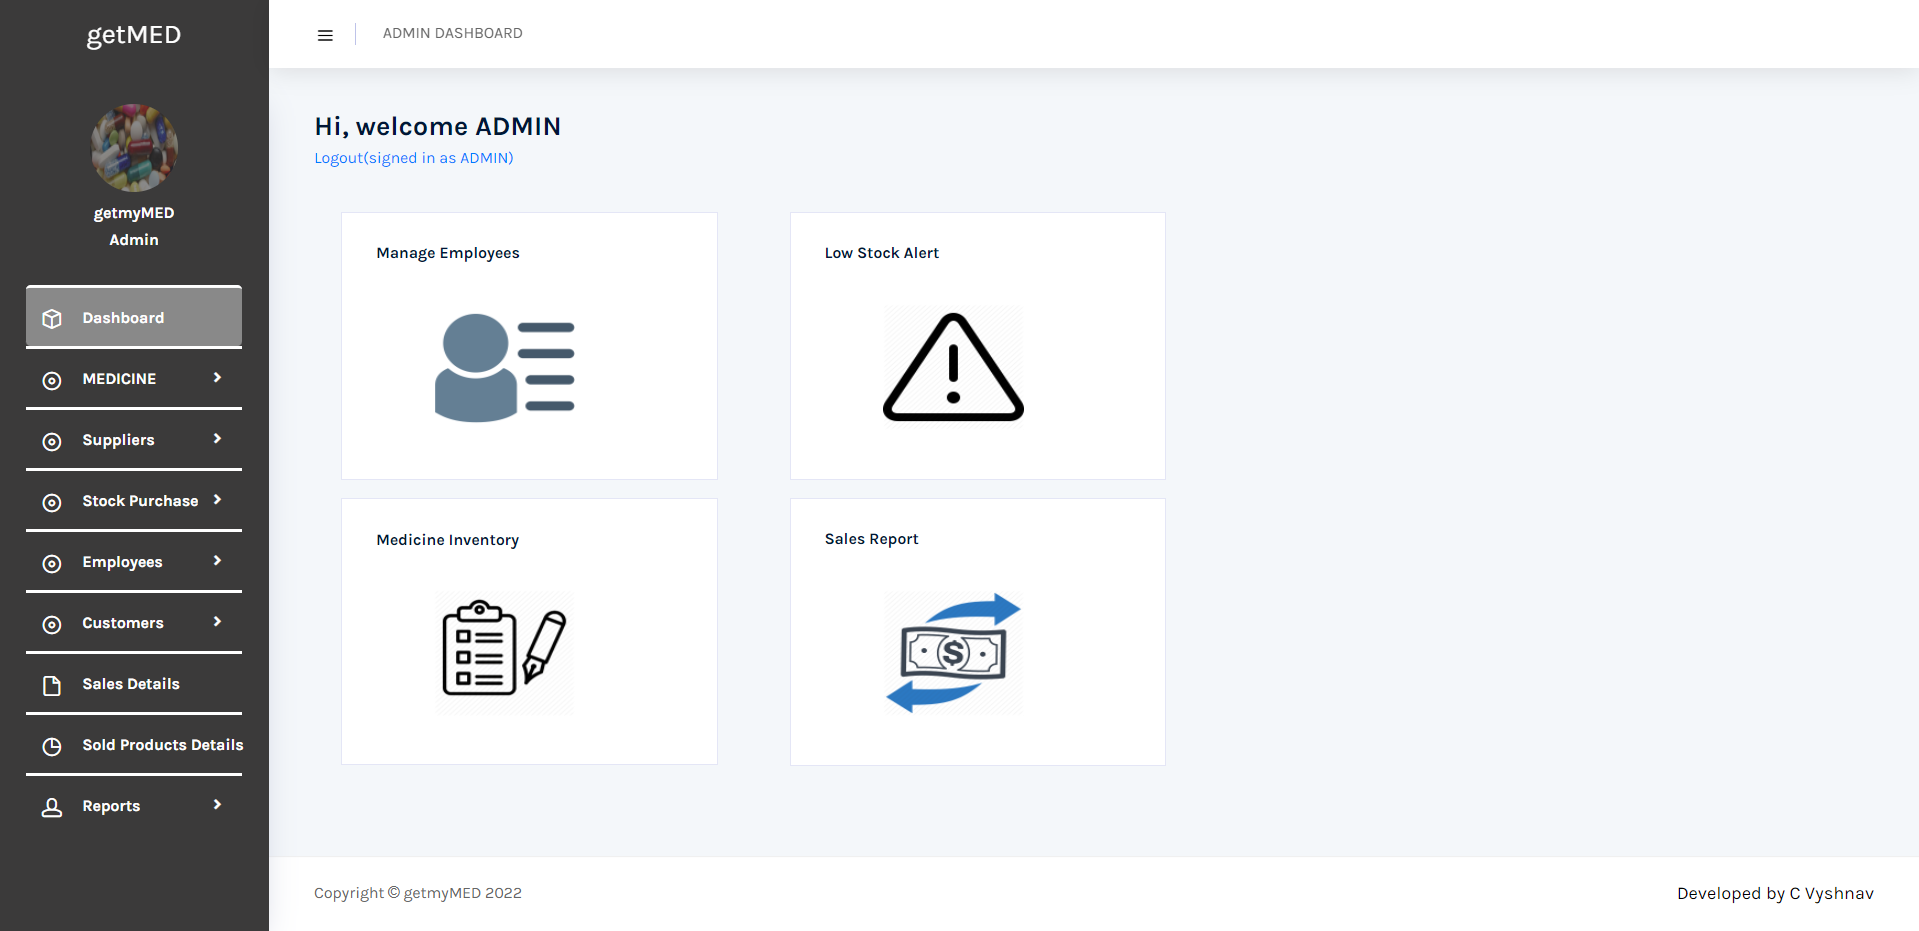 getMED
getmyMED
Admin
Dashboard
MEDICINE
Suppliers
Stock Purchase
Employees
Customers
Sales Details
Sold Products Details
Reports
ADMIN DASHBOARD
Hi, welcome ADMIN
Logout(signed in as ADMIN)
Manage Employees
Low Stock Alert
Medicine Inventory
Sales Report
$
Copyright © getmyMED 2022
Developed by C Vyshnav